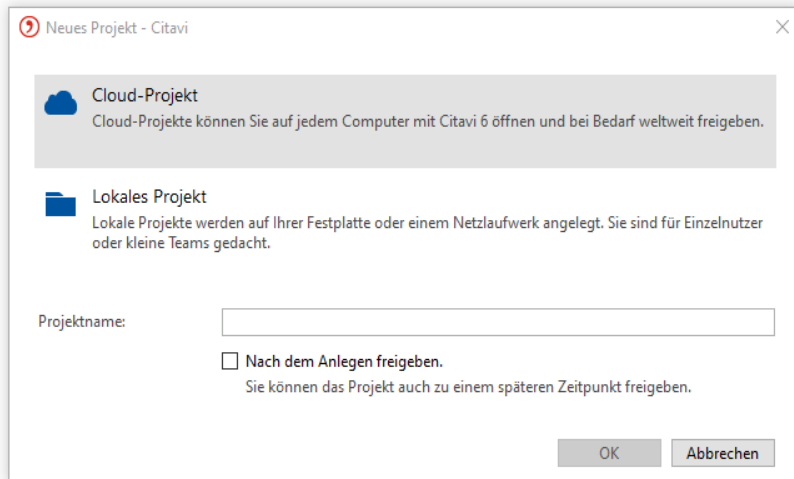 Neues Projekt - Citavi
Cloud-Projekt
Cloud-Projekte können Sie auf jedem Computer mit Citavi 6 öffnen und bei Bedarf weltweit freigeben.
Lokales Projekt
Lokale Projekte werden auf Ihrer Festplatte oder einem Netzlaufwerk angelegt. Sie sind für Einzelnutzer
oder kleine Teams gedacht.
Projektname:
Nach dem Anlegen freigeben.
Sie können das Projekt auch zu einem späteren Zeitpunkt freigeben.
OK
Abbrechen